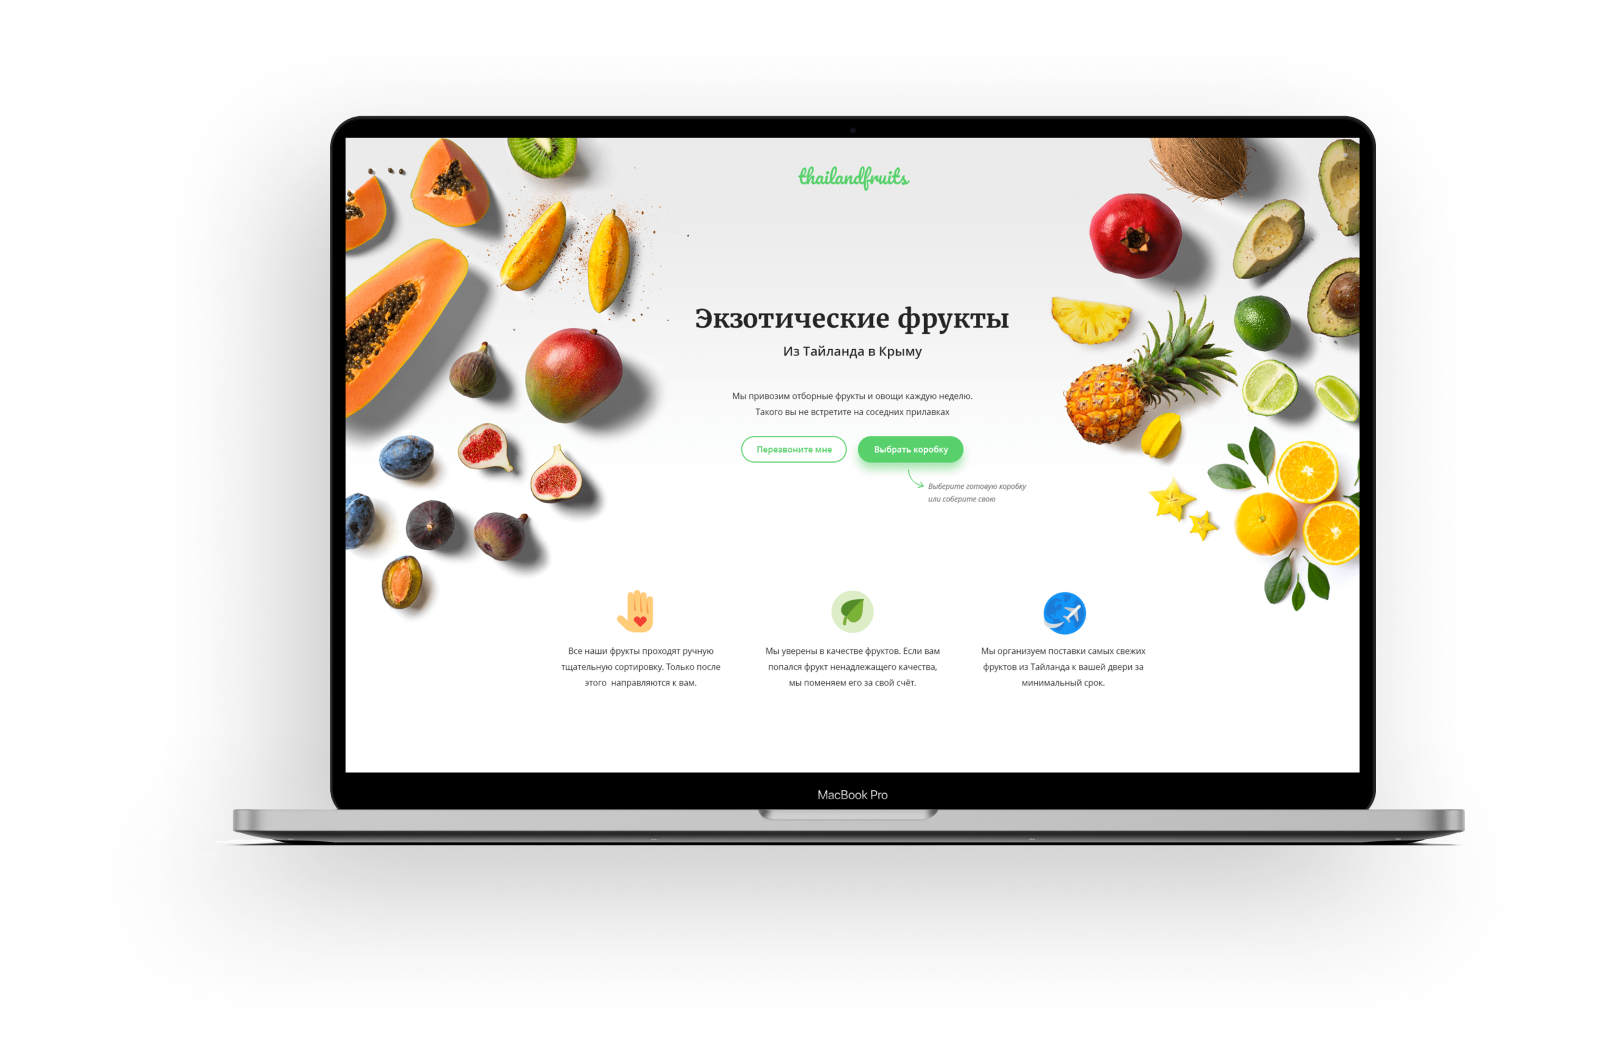 thailandfruits
Экзотические фрукты
Из Тайланда в Крыму
Мы привозим отборные фрукты и овощи каждую неделю.
Такого вы не встретите на соседних прилавках
Перезвоните мне
Выбрать коробку
Выберите готовую коробку
или соберите свою
Все наши фрукты проходят ручную
тщательную сортировку. Только после
этого направляются к вам.
Мы уверены в качестве фруктов. Если вам
попался фрукт ненадлежащего качества,
мы поменяем его за свой счёт.
Мы организуем поставки самых свежих
фруктов из Тайланда к вашей двери за
минимальный срок.
MacBook Pro